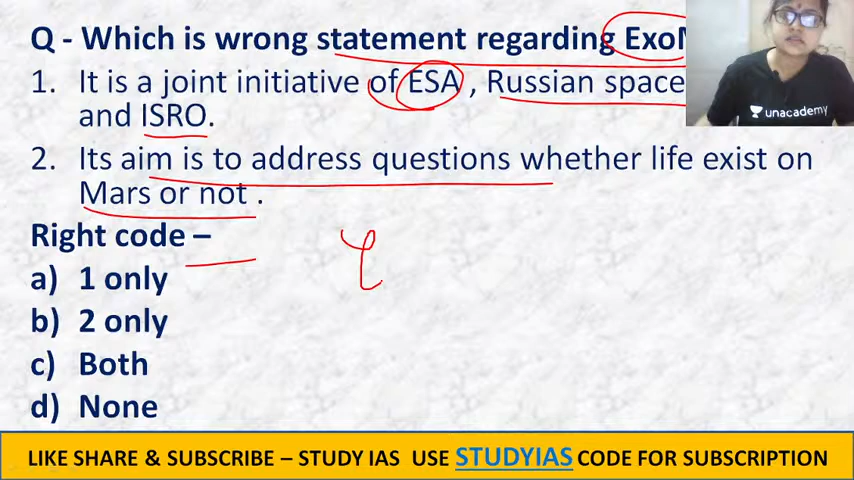 Q - Which is wrong statement regarding Exo
1. It is a joint initiative of ESA , Russian space
and ISRO.
unacademy
2. Its aim is to address questions whether life exist on
Mars or not .
Right code –
a) 1 only
b) 2 only
c) Both
d) None
LIKE SHARE & SUBSCRIBE – STUDY IAS USE STUDYIAS CODE FOR SUBSCRIPTION